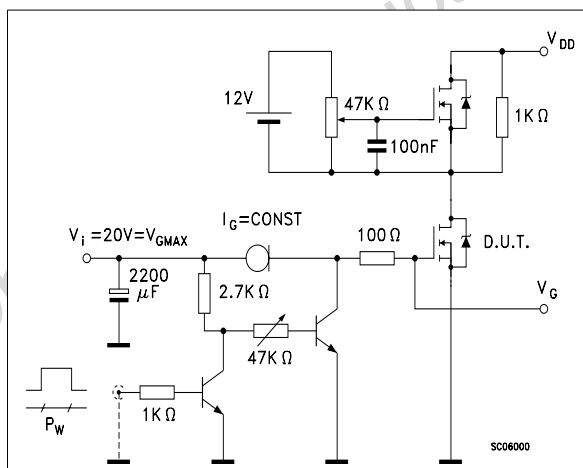 V_DD
12V
47K Ω
1K Ω
100nF
V_i =20V=V_GMAX
I_G=CONST
100 Ω
D.U.T.
2200
μF
2.7K Ω
V_G
47K Ω
1K Ω
P_W
SC06000